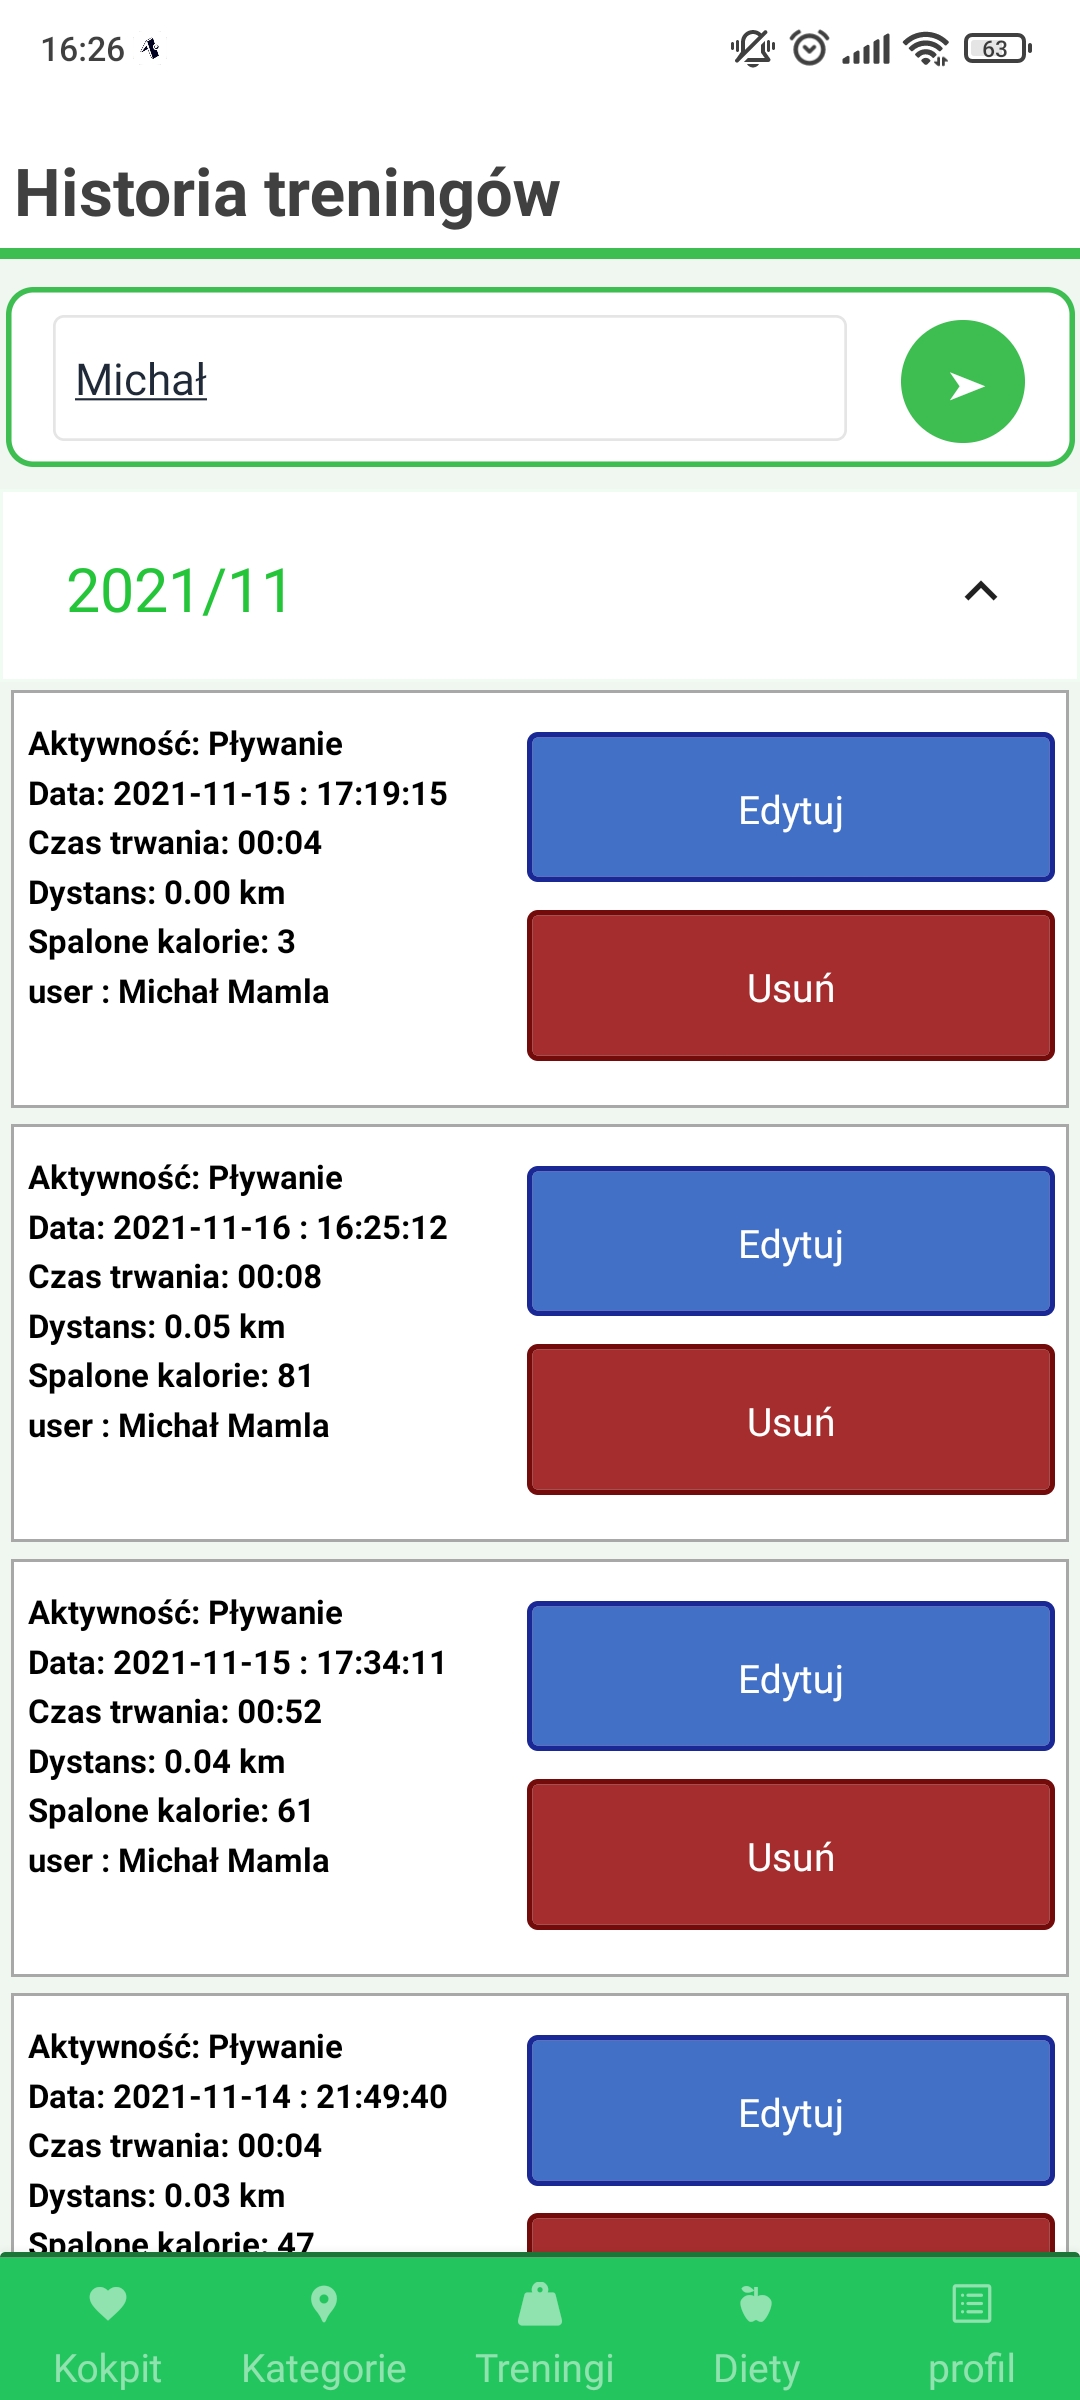 16:26
63
Historia treningów
Michał
2021/11
Aktywność: Pływanie
Data: 2021-11-15 : 17:19:15
Czas trwania: 00:04
Dystans: 0.00 km
Spalone kalorie: 3
user : Michał Mamla
Edytuj
Usuń
Aktywność: Pływanie
Data: 2021-11-16 : 16:25:12
Czas trwania: 00:08
Dystans: 0.05 km
Spalone kalorie: 81
user : Michał Mamla
Edytuj
Usuń
Aktywność: Pływanie
Data: 2021-11-15 : 17:34:11
Czas trwania: 00:52
Dystans: 0.04 km
Spalone kalorie: 61
user : Michał Mamla
Edytuj
Usuń
Aktywność: Pływanie
Data: 2021-11-14 : 21:49:40
Czas trwania: 00:04
Dystans: 0.03 km
Spalone kalorie: 47
Edytuj
Kokpit
Kategorie
Treningi
Diety
profil